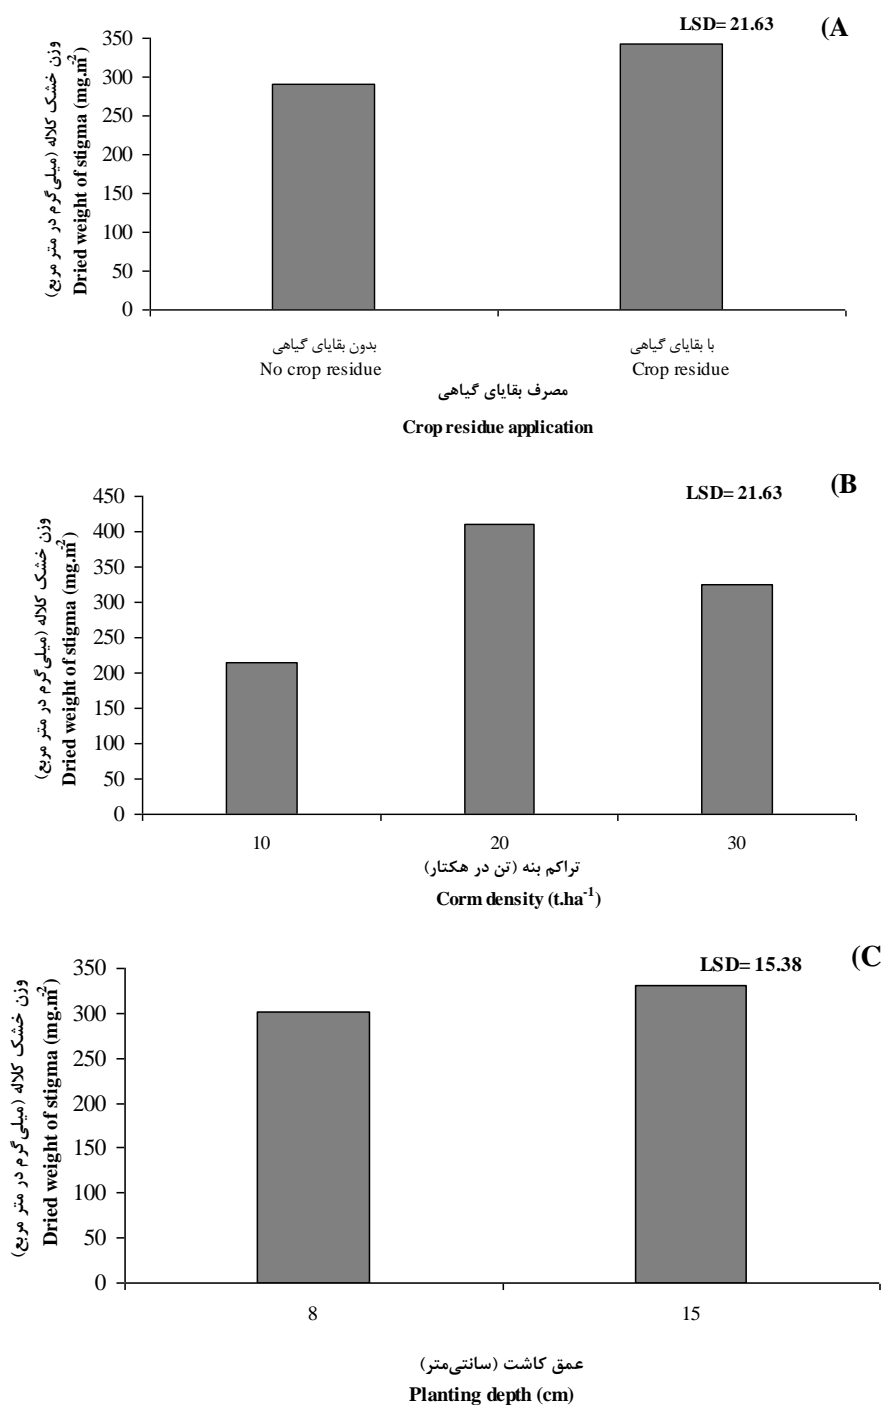 LSD= 21.63
(A
وزن خشک کلاله (میلی‌گرم در متر مربع)
Dried weight of stigma (mg.m-2)
350
300
250
200
150
100
50
0
بدون بقایای گیاهی
No crop residue
با بقایای گیاهی
Crop residue
مصرف بقایای گیاهی
Crop residue application
LSD= 21.63
(B
وزن خشک کلاله (میلی‌گرم در متر مربع)
Dried weight of stigma (mg.m-2)
450
400
350
300
250
200
150
100
50
0
10
20
30
تراکم بنه (تن در هکتار)
Corm density (t.ha-1)
LSD= 15.38
(C
وزن خشک کلاله (میلی‌گرم در متر مربع)
Dried weight of stigma (mg.m-2)
350
300
250
200
150
100
50
0
8
15
عمق کاشت (سانتی‌متر)
Planting depth (cm)